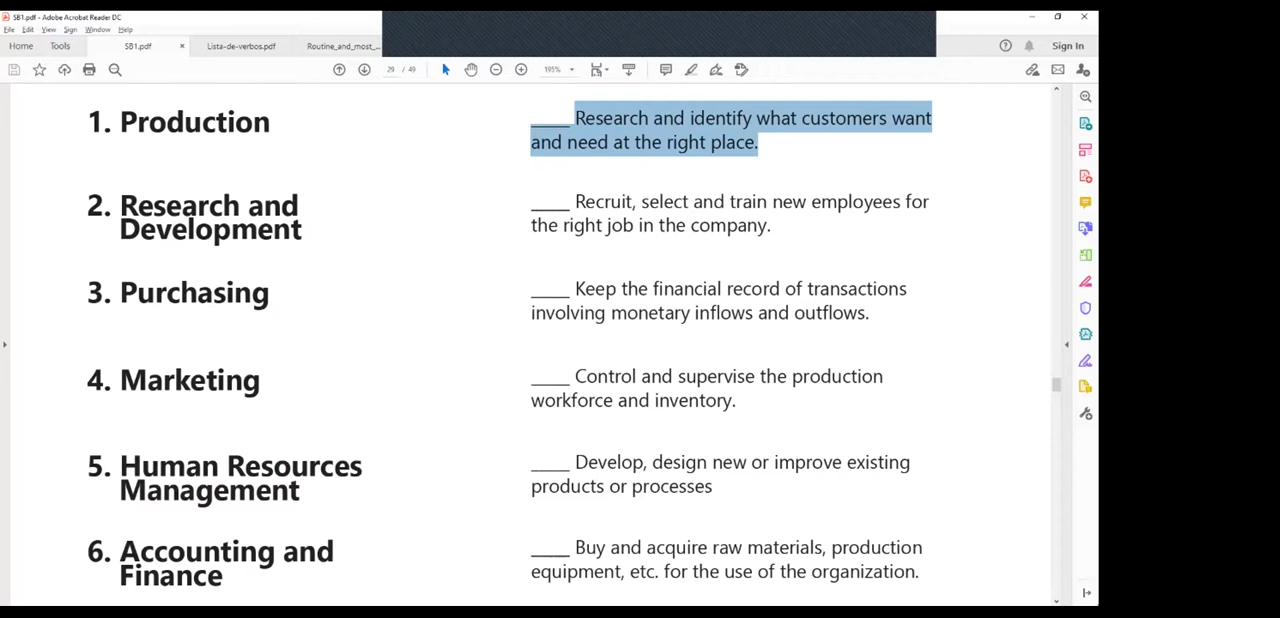 SB1.pdf - Adobe Acrobat Reader DC
File Edit View Sign Window Help
Home Tools SB1.pdf × Lista-de-verbos.pdf Routine_and_most_... Sign In
29 / 49 195%
1. Production
____ Research and identify what customers want
and need at the right place.
2. Research and
Development
____ Recruit, select and train new employees for
the right job in the company.
3. Purchasing
____ Keep the financial record of transactions
involving monetary inflows and outflows.
4. Marketing
____ Control and supervise the production
workforce and inventory.
5. Human Resources
Management
____ Develop, design new or improve existing
products or processes
6. Accounting and
Finance
____ Buy and acquire raw materials, production
equipment, etc. for the use of the organization.